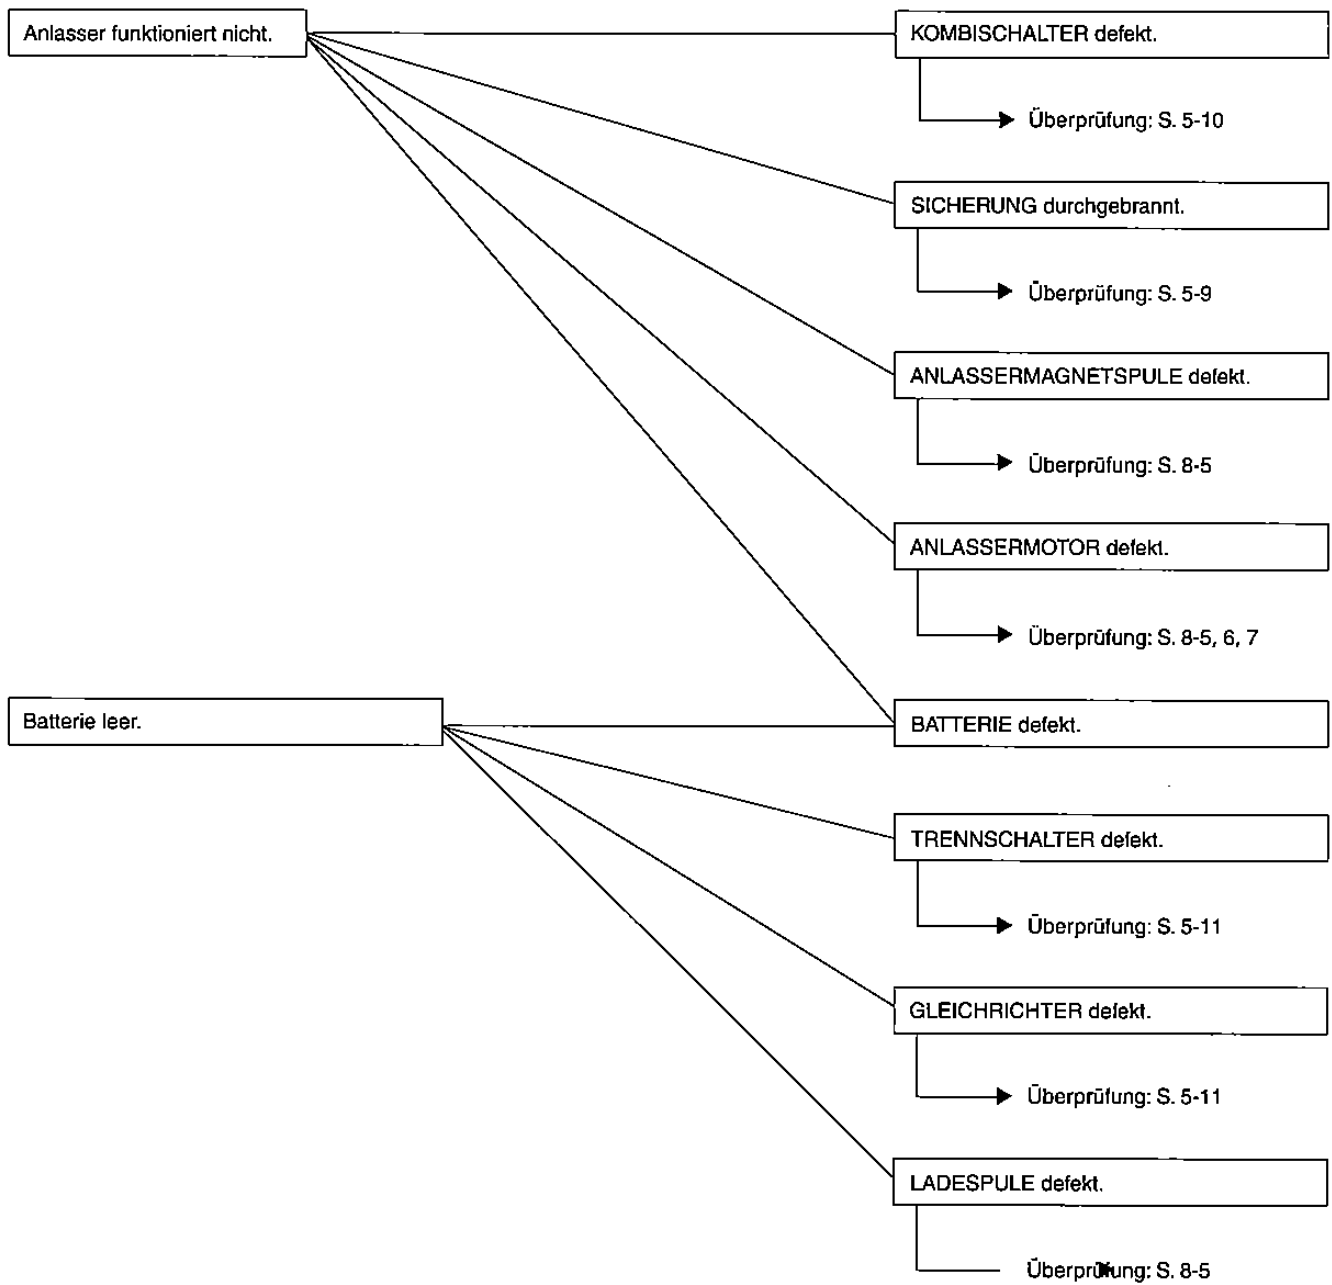 Anlasser funktioniert nicht.
KOMBISCHALTER defekt.
Überprüfung: S. 5-10
SICHERUNG durchgebrannt.
Überprüfung: S. 5-9
ANLASSERMAGNETSPULE defekt.
Überprüfung: S. 8-5
ANLASSERMOTOR defekt.
Überprüfung: S. 8-5, 6, 7
Batterie leer.
BATTERIE defekt.
TRENNSCHALTER defekt.
Überprüfung: S. 5-11
GLEICHRICHTER defekt.
Überprüfung: S. 5-11
LADESPULE defekt.
Überprüfung: S. 8-5